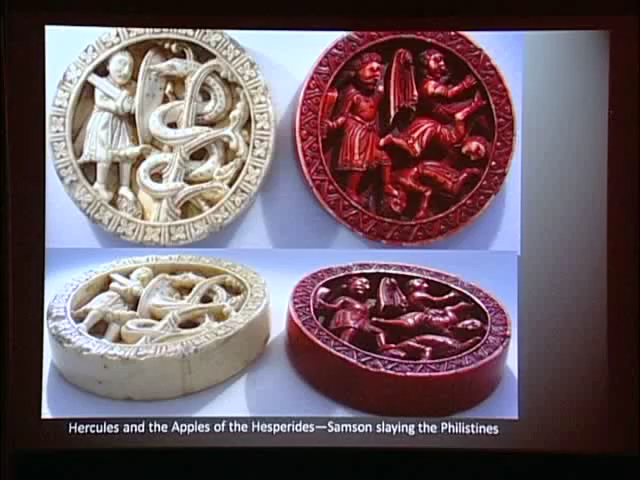 Hercules and the Apples of the Hesperides—Samson slaying the Philistines